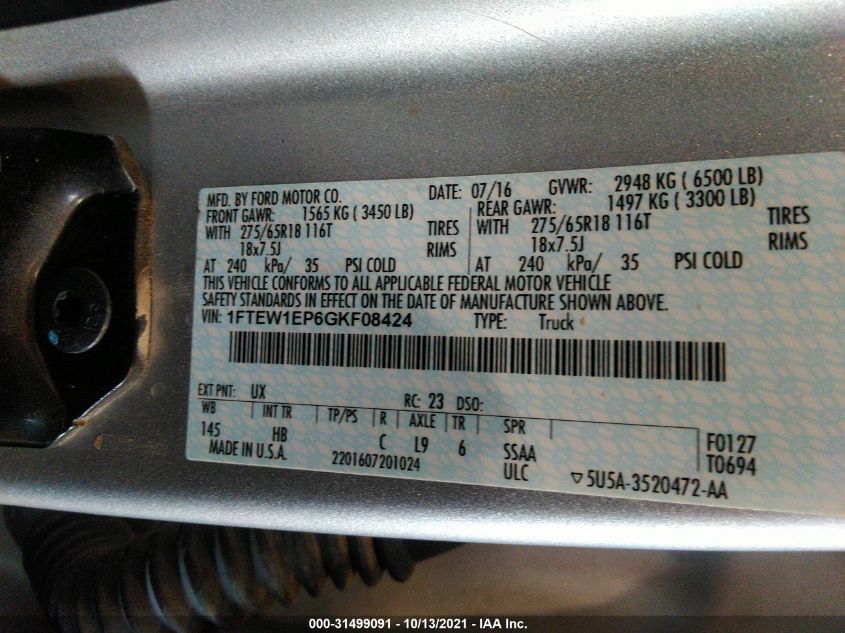 MFD. BY FORD MOTOR CO. DATE: 07/16 GVWR: 2948 KG ( 6500 LB)
FRONT GAWR: 1565 KG ( 3450 LB) REAR GAWR: 1497 KG ( 3300 LB)
WITH 275/65R18 116T TIRES WITH 275/65R18 116T TIRES
18x7.5J RIMS 18x7.5J RIMS
AT 240 kPa/ 35 PSI COLD AT 240 kPa/ 35 PSI COLD
THIS VEHICLE CONFORMS TO ALL APPLICABLE FEDERAL MOTOR VEHICLE
SAFETY STANDARDS IN EFFECT ON THE DATE OF MANUFACTURE SHOWN ABOVE.
VIN: 1FTEW1EP6GKF08424 TYPE: Truck
EXT PNT: UX RC: 23 DSO:
WB INT TR TP/PS R AXLE TR SPR
145 HB C L9 6 SSAA F0127
MADE IN U.S.A. 2201607201024 ULC T0694
5U5A-3520472-AA
000-31499091 - 10/13/2021 - IAA Inc.